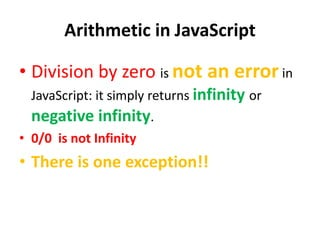 Arithmetic in JavaScript
• Division by zero is not an error in
JavaScript: it simply returns infinity or
negative infinity.
• 0/0 is not Infinity
• There is one exception!!